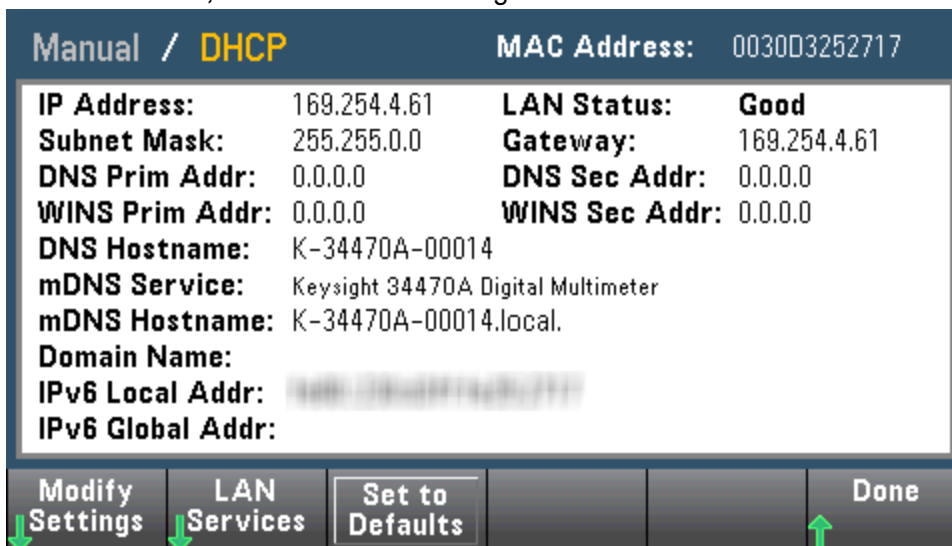 Manual / DHCP MAC Address: 0030D3252717
IP Address: 169.254.4.61 LAN Status: Good
Subnet Mask: 255.255.0.0 Gateway: 169.254.4.61
DNS Prim Addr: 0.0.0.0 DNS Sec Addr: 0.0.0.0
WINS Prim Addr: 0.0.0.0 WINS Sec Addr: 0.0.0.0
DNS Hostname: K-34470A-00014
mDNS Service: Keysight 34470A Digital Multimeter
mDNS Hostname: K-34470A-00014.local.
Domain Name:
IPv6 Local Addr:
IPv6 Global Addr:
Modify LAN Set to Done
Settings Services Defaults